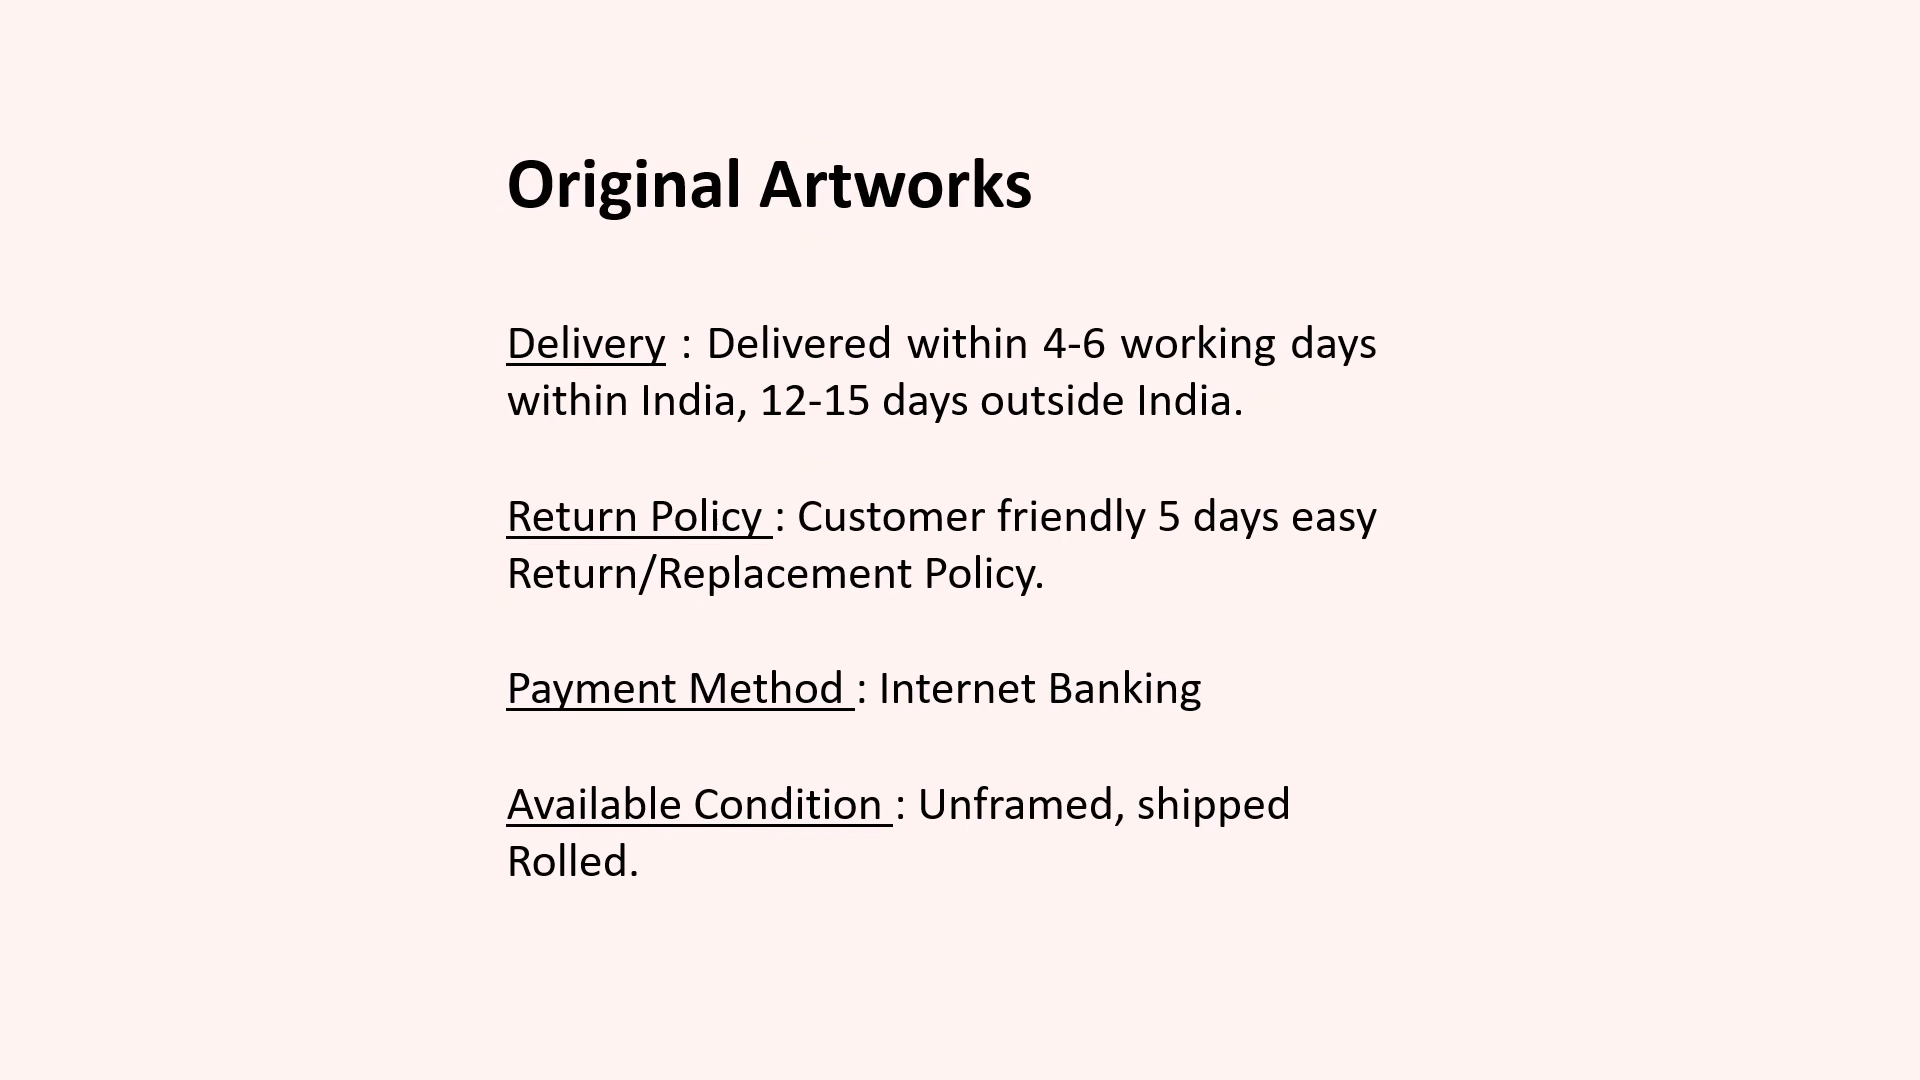 Original Artworks
Delivery : Delivered within 4-6 working days
within India, 12-15 days outside India.
Return Policy : Customer friendly 5 days easy
Return/Replacement Policy.
Payment Method : Internet Banking
Available Condition : Unframed, shipped
Rolled.